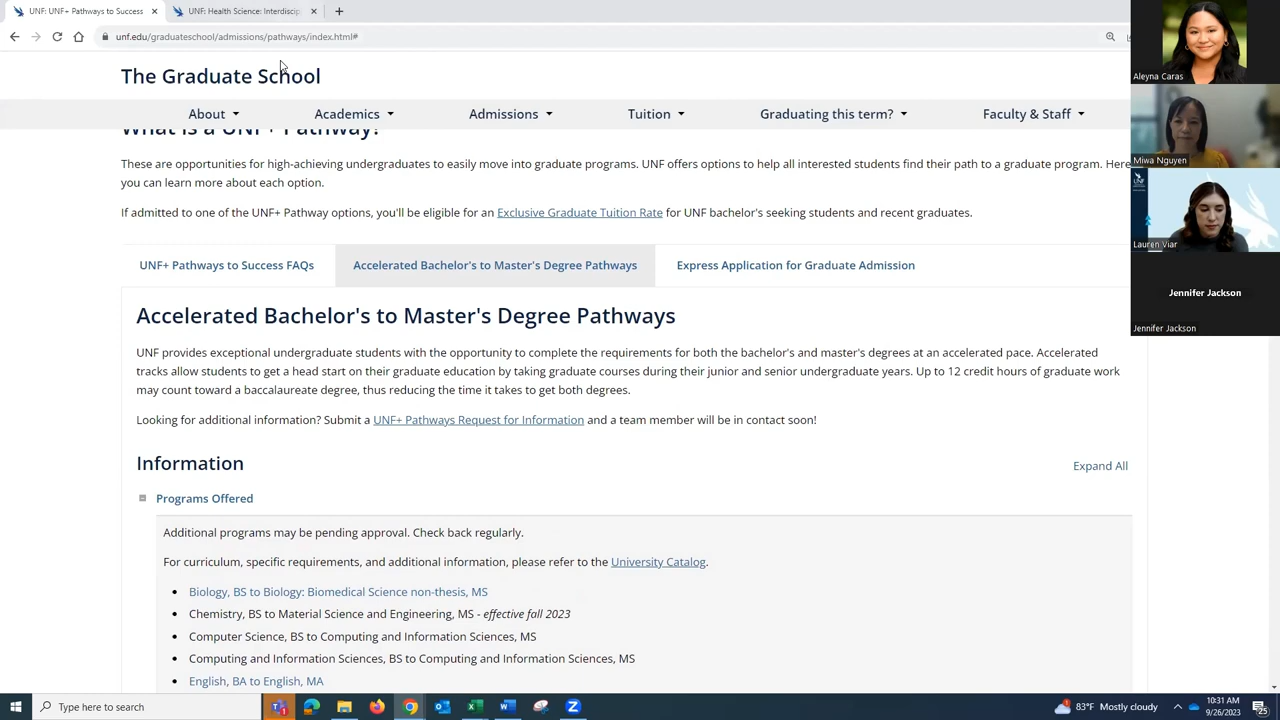 UNF: UNF+ Pathways to Success
UNF: Health Science: Interdiscip
unf.edu/graduateschool/admissions/pathways/index.html#
The Graduate School
About
Academics
Admissions
Tuition
Graduating this term?
Faculty & Staff
What is a UNF+ Pathway?
These are opportunities for high-achieving undergraduates to easily move into graduate programs. UNF offers options to help all interested students find their path to a graduate program. Here
you can learn more about each option.
If admitted to one of the UNF+ Pathway options, you'll be eligible for an Exclusive Graduate Tuition Rate for UNF bachelor's seeking students and recent graduates.
UNF+ Pathways to Success FAQs
Accelerated Bachelor's to Master's Degree Pathways
Express Application for Graduate Admission
Accelerated Bachelor's to Master's Degree Pathways
UNF provides exceptional undergraduate students with the opportunity to complete the requirements for both the bachelor's and master's degrees at an accelerated pace. Accelerated
tracks allow students to get a head start on their graduate education by taking graduate courses during their junior and senior undergraduate years. Up to 12 credit hours of graduate work
may count toward a baccalaureate degree, thus reducing the time it takes to get both degrees.
Looking for additional information? Submit a UNF+ Pathways Request for Information and a team member will be in contact soon!
Information
Expand All
Programs Offered
Additional programs may be pending approval. Check back regularly.
For curriculum, specific requirements, and additional information, please refer to the University Catalog.
Biology, BS to Biology: Biomedical Science non-thesis, MS
Chemistry, BS to Material Science and Engineering, MS - effective fall 2023
Computer Science, BS to Computing and Information Sciences, MS
Computing and Information Sciences, BS to Computing and Information Sciences, MS
English, BA to English, MA
Aleyna Caras
Miwa Nguyen
UNF
Lauren Viar
Jennifer Jackson
Jennifer Jackson
Type here to search
83°F Mostly cloudy
10:31 AM
9/26/2023
25